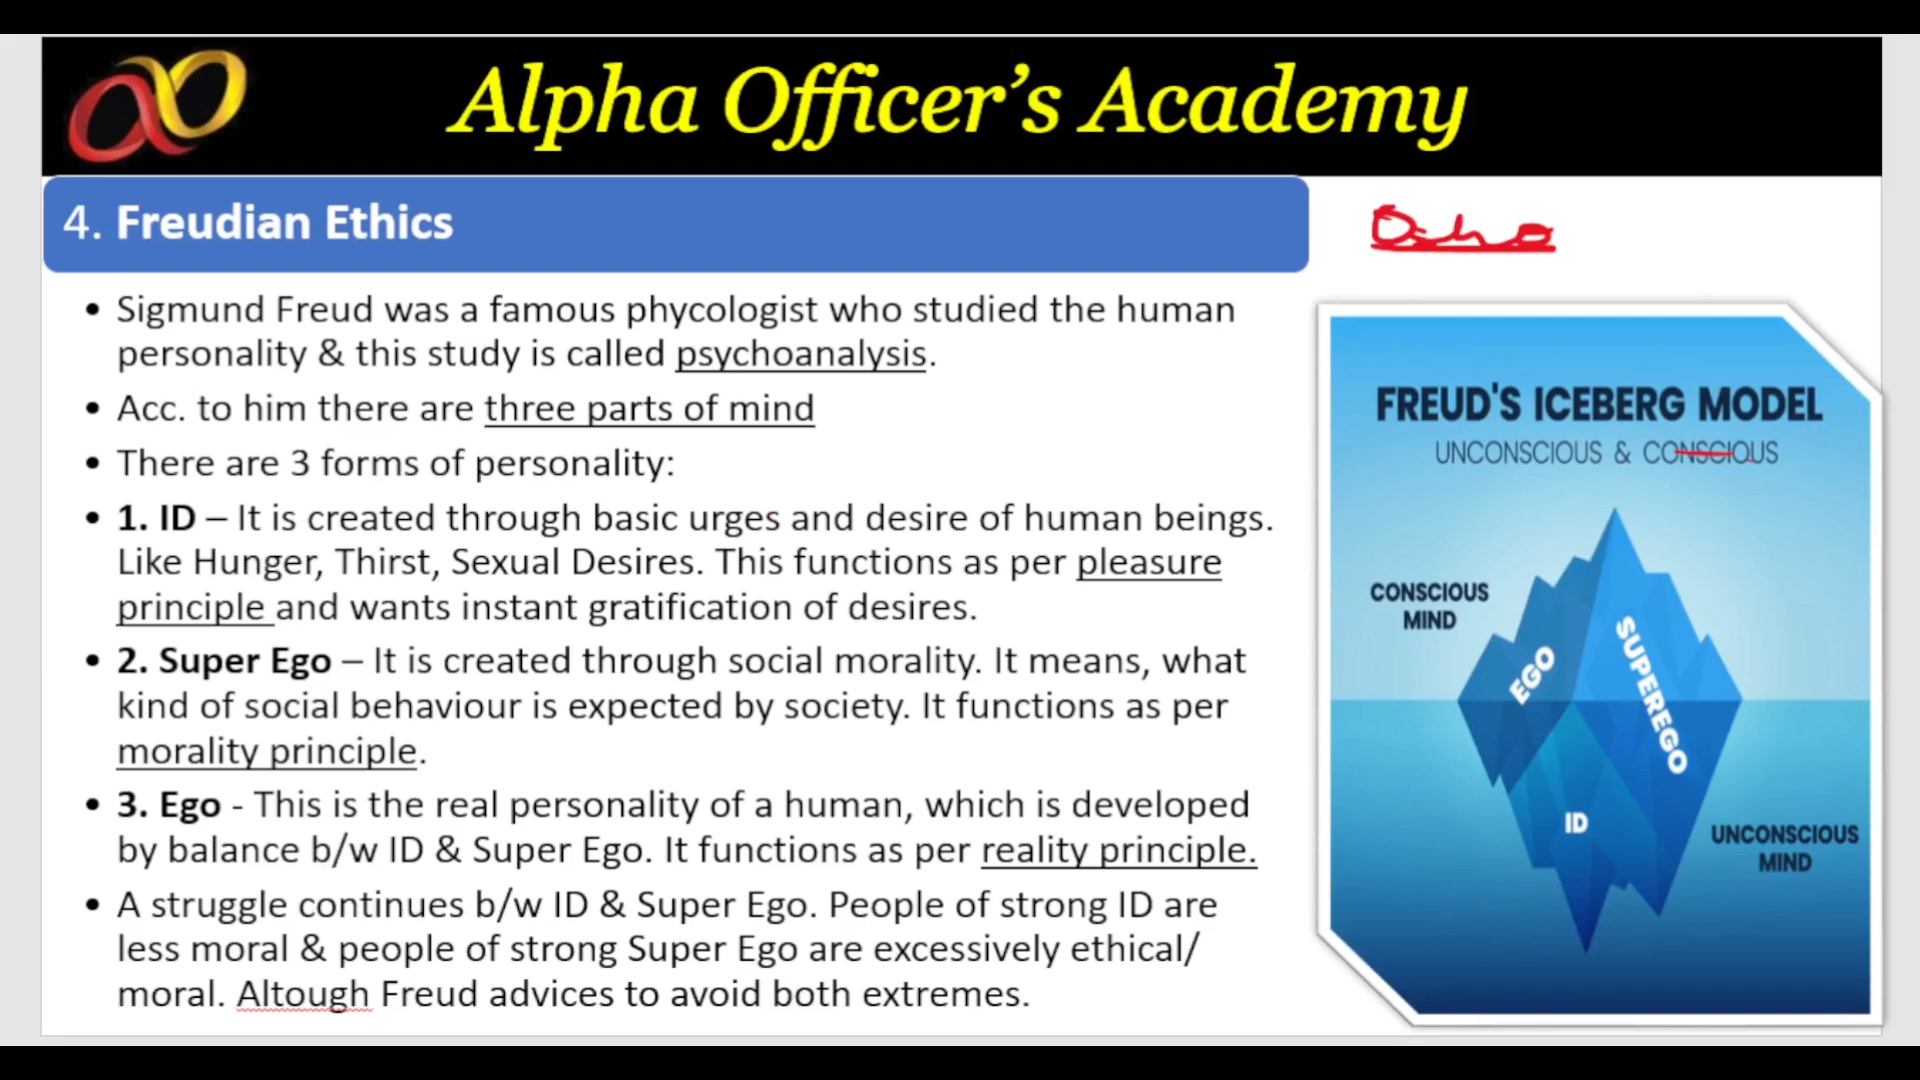 Alpha Officer’s Academy
4. Freudian Ethics
Osho
• Sigmund Freud was a famous phycologist who studied the human
personality & this study is called psychoanalysis.
• Acc. to him there are three parts of mind
• There are 3 forms of personality:
• 1. ID – It is created through basic urges and desire of human beings.
Like Hunger, Thirst, Sexual Desires. This functions as per pleasure
principle and wants instant gratification of desires.
• 2. Super Ego – It is created through social morality. It means, what
kind of social behaviour is expected by society. It functions as per
morality principle.
• 3. Ego - This is the real personality of a human, which is developed
by balance b/w ID & Super Ego. It functions as per reality principle.
• A struggle continues b/w ID & Super Ego. People of strong ID are
less moral & people of strong Super Ego are excessively ethical/
moral. Altough Freud advices to avoid both extremes.
FREUD'S ICEBERG MODEL
UNCONSCIOUS & CONSCIOUS
CONSCIOUS
MIND
EGO
SUPEREGO
ID
UNCONSCIOUS
MIND